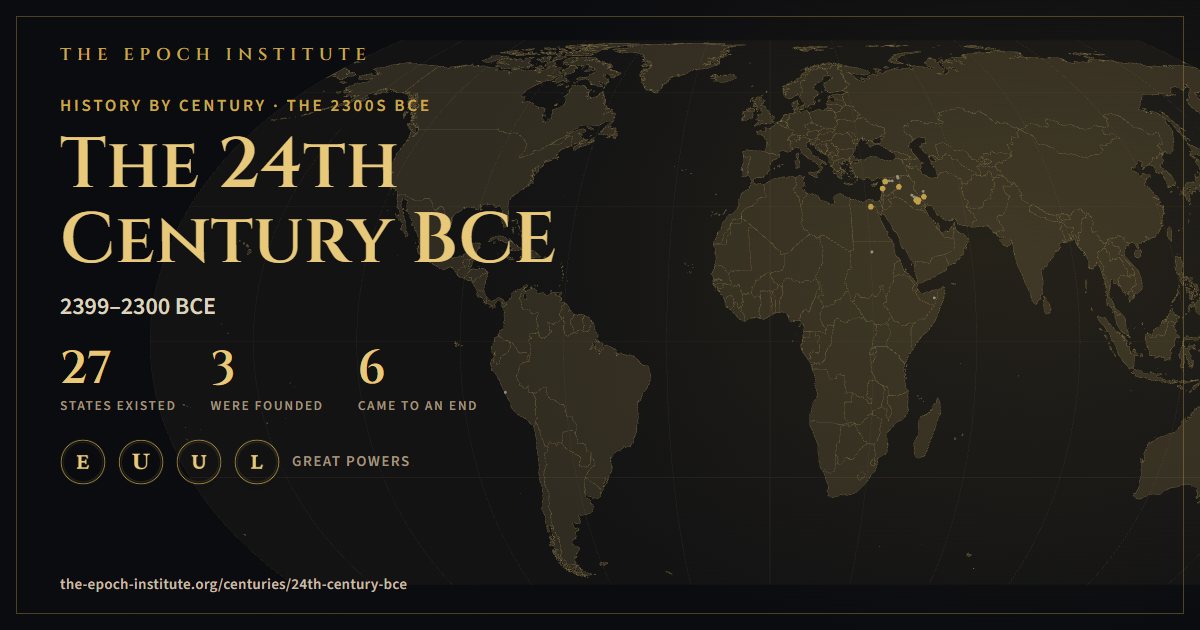 THE EPOCH INSTITUTE
HISTORY BY CENTURY · THE 2300S BCE
THE 24TH
CENTURY BCE
2399–2300 BCE
27 3 6
STATES EXISTED WERE FOUNDED CAME TO AN END
E U U L GREAT POWERS
the-epoch-institute.org/centuries/24th-century-bce